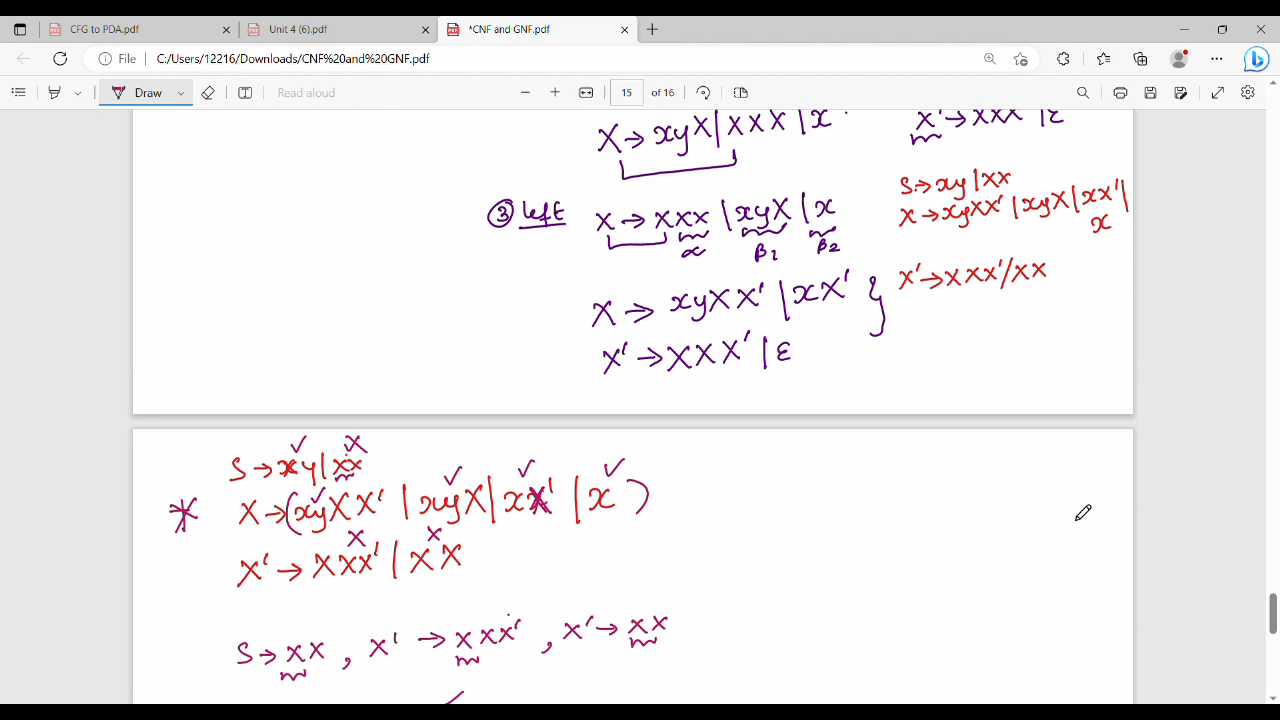 CFG to PDA.pdf
Unit 4 (6).pdf
*CNF and GNF.pdf
File
C:/Users/12216/Downloads/CNF%20and%20GNF.pdf
Draw
Read aloud
15 of 16
X → xyX | XXX | x
X' → XXX' | ε
S → xy | XX
X → xyXX' | xyX | xX' |
x
③ left X → XXX | xyX | x
α β1 β2
X' → XXX' / XX
X → xyXX' | xX' }
X' → XXX' | ε
S → xy | XX
* X → (xyXX' | xyX | xX' | x)
X' → XXX' | XX
S → XX , X' → XXX' , X' → XX